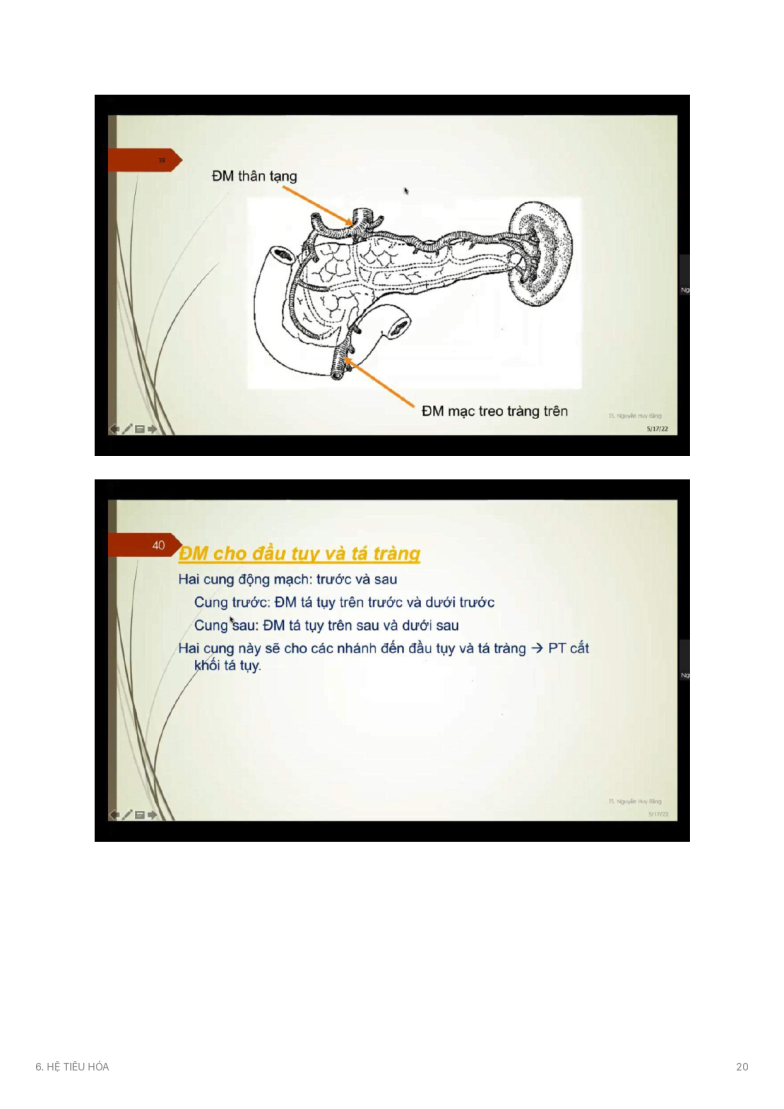 ĐM thân tạng
ĐM mạc treo tràng trên
TS. Nguyễn Huy Bằng
5/17/22
Ng
40
ĐM cho đầu tuỵ và tá tràng
Hai cung động mạch: trước và sau
Cung trước: ĐM tá tụy trên trước và dưới trước
Cung sau: ĐM tá tụy trên sau và dưới sau
Hai cung này sẽ cho các nhánh đến đầu tụy và tá tràng → PT cắt
khối tá tụy.
TS. Nguyễn Huy Bằng
5/17/22
Ng
6. HỆ TIÊU HÓA
20